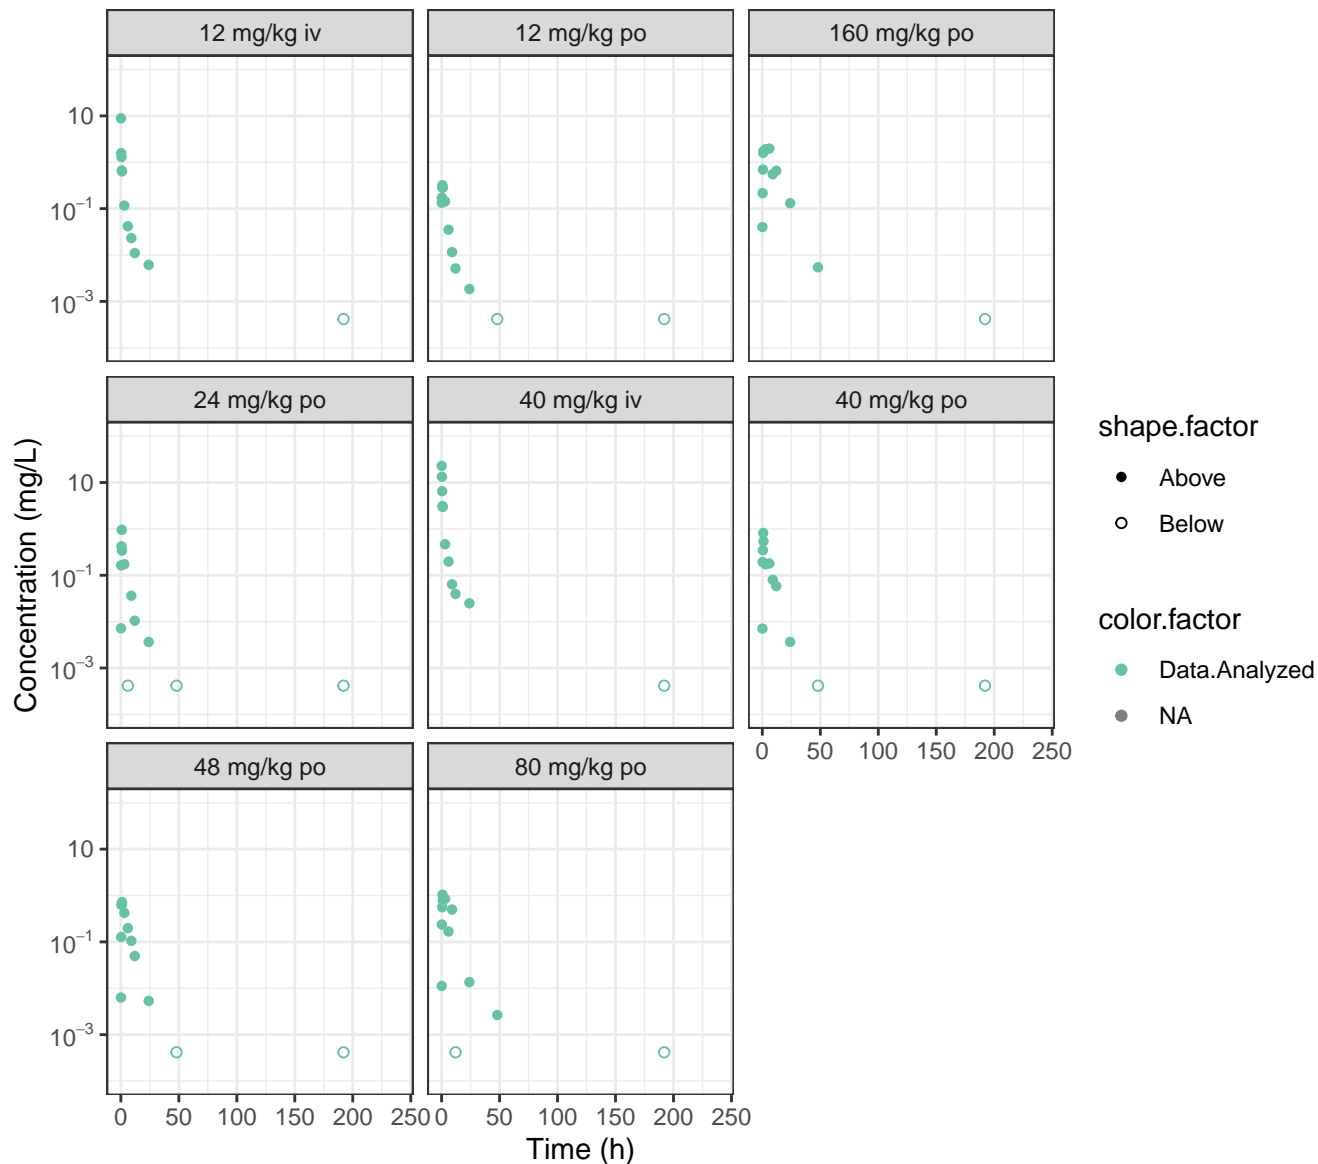 12 mg/kg iv
12 mg/kg po
160 mg/kg po
10
10⁻¹
10⁻³
24 mg/kg po
40 mg/kg iv
40 mg/kg po
10
10⁻¹
10⁻³
0 50 100 150 200 250
48 mg/kg po
80 mg/kg po
10
10⁻¹
10⁻³
0 50 100 150 200 250
0 50 100 150 200 250
Time (h)
Concentration (mg/L)
shape.factor
Above
Below
color.factor
Data.Analyzed
NA